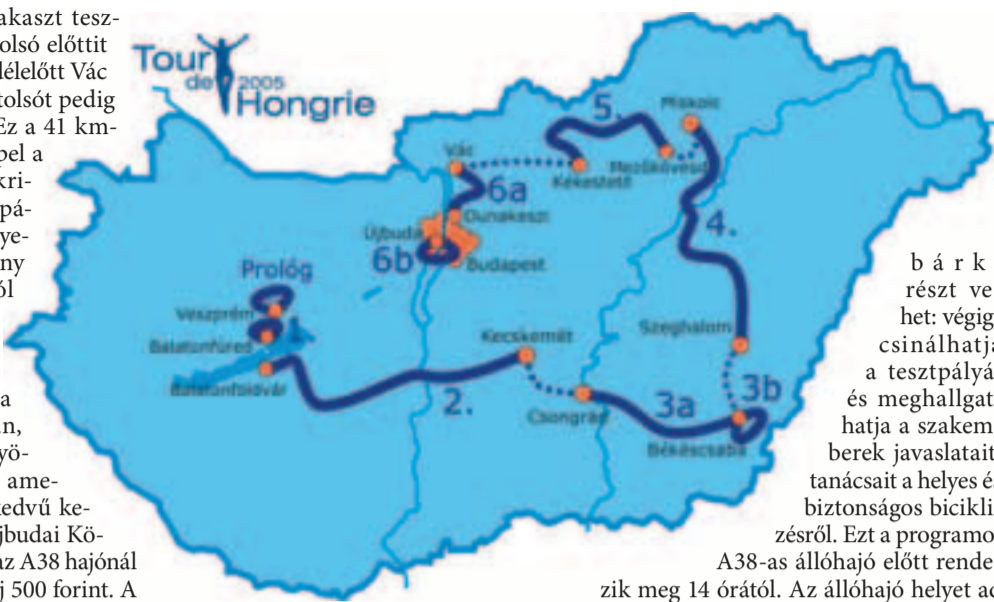 akaszt tesz-
olsó előttit
délelőtt Vác
tolsót pedig
Ez a 41 km-
pel a
kri-
pá-
ye-
ny
ól
a
an,
yö-
ame-
kedvű ke-
jbudai Kö-
az A38 hajónál
j 500 forint. A
Tour
de 2005
Hongrie
Miskolc
5.
Vác
Mezőkövesd
Kékestető
6a
Dunakeszi
4.
Újbuda
6b
Budapest
Prológ
Veszprém
Balatonfüred
Kecskemét
Szeghalom
Balatonföldvár
2.
Csongrád
3a
3b
Békéscsaba
bárk
részt ve
het: végig
csinálhatja
a tesztpályá
és meghallgat
hatja a szakem
berek javaslatait
tanácsait a helyes é
biztonságos bicikli
zésről. Ezt a programo
A38-as állóhajó előtt rende
zik meg 14 órától. Az állóhajó helyet ad